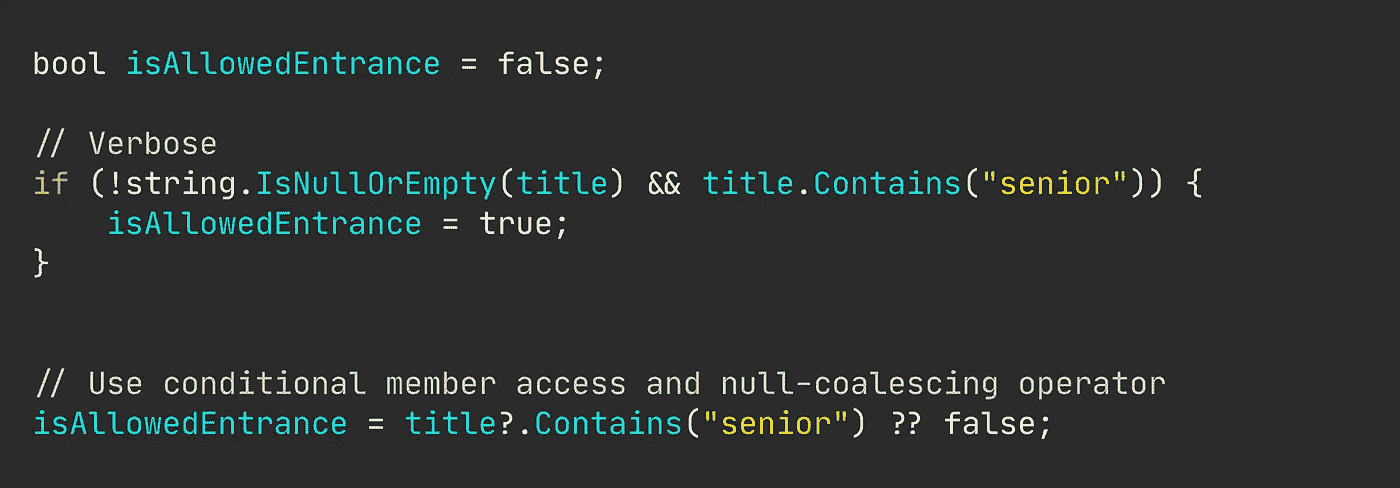 bool isAllowedEntrance = false;
// Verbose
if (!string.IsNullOrEmpty(title) && title.Contains("senior")) {
    isAllowedEntrance = true;
}
// Use conditional member access and null-coalescing operator
isAllowedEntrance = title?.Contains("senior") ?? false;